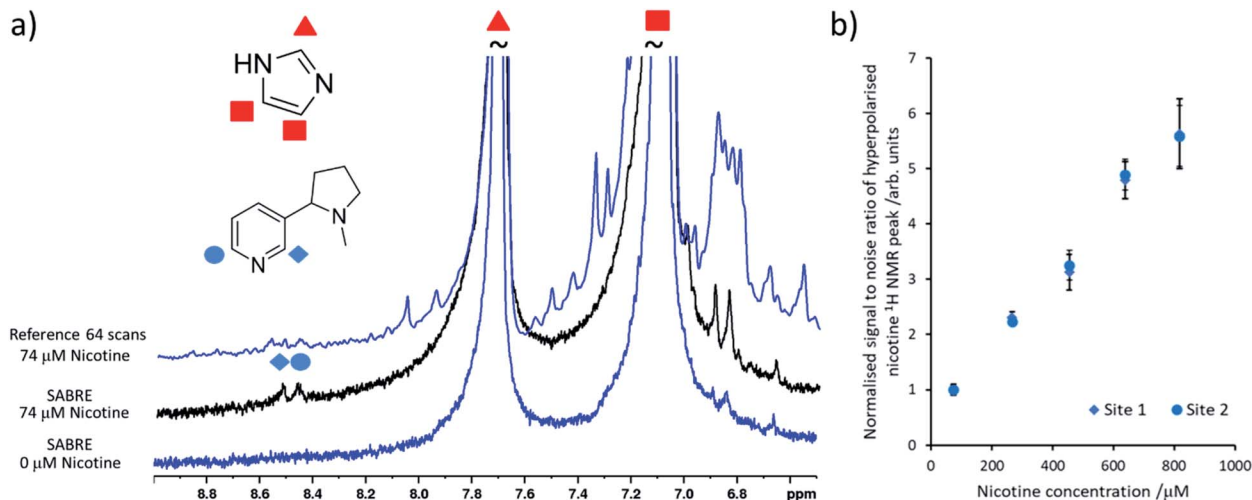 a)
HN
N
N
N
~
~
Reference 64 scans
74 μM Nicotine
SABRE
74 μM Nicotine
SABRE
0 μM Nicotine
8.8 8.6 8.4 8.2 8.0 7.8 7.6 7.4 7.2 7.0 6.8 ppm
b)
Normalised signal to noise ratio of hyperpolarised
nicotine ¹H NMR peak /arb. units
7
6
5
4
3
2
1
0
Site 1 Site 2
0 200 400 600 800 1000
Nicotine concentration /μM